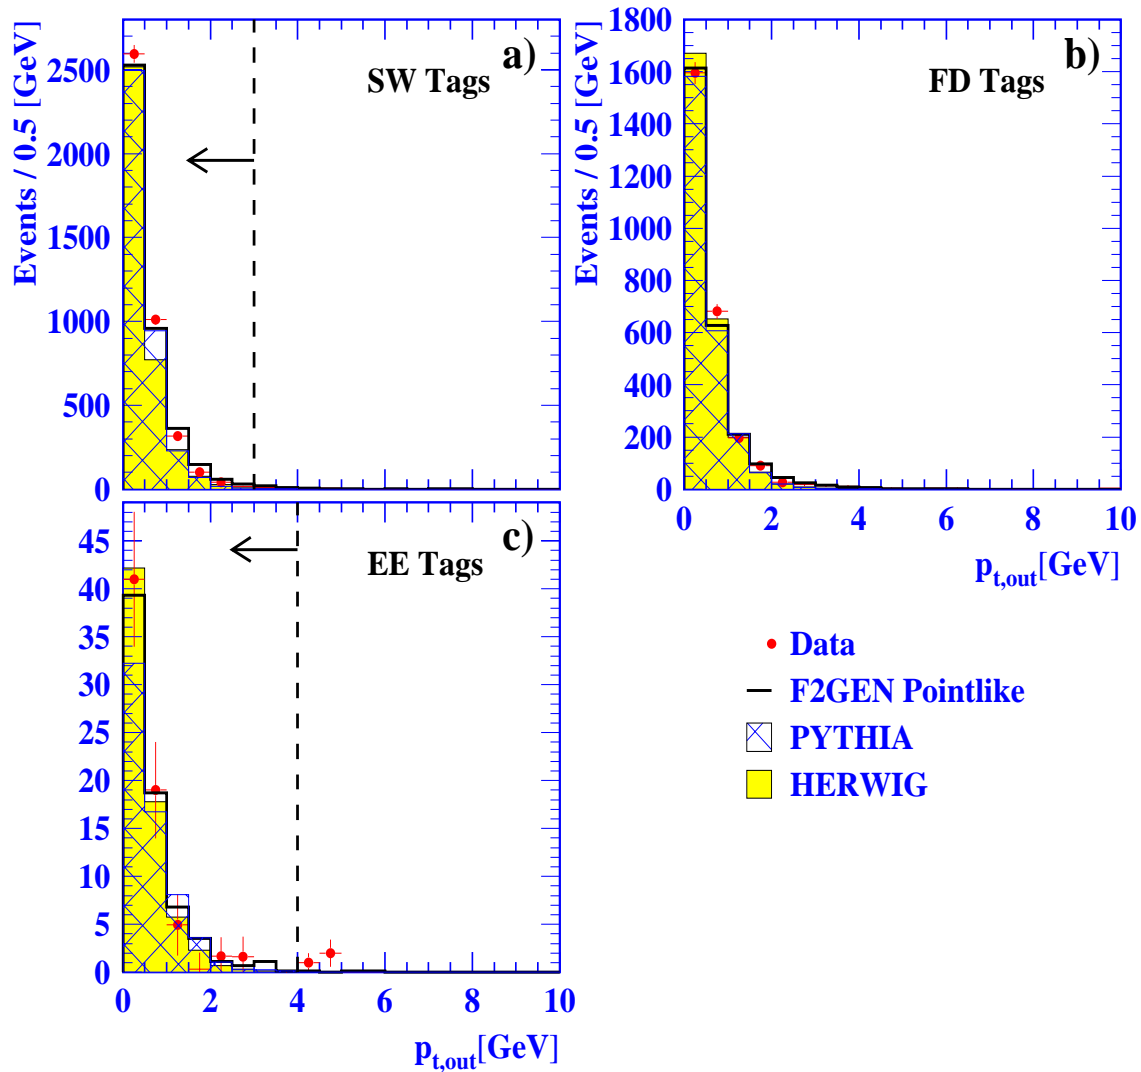 a)
SW Tags
Events / 0.5 [GeV]
2500
2000
1500
1000
500
0
b)
FD Tags
Events / 0.5 [GeV]
1800
1600
1400
1200
1000
800
600
400
200
0
0 2 4 6 8 10
p_t,out[GeV]
c)
EE Tags
45
40
35
30
25
20
15
10
5
0
0 2 4 6 8 10
p_t,out[GeV]
Data
F2GEN Pointlike
PYTHIA
HERWIG